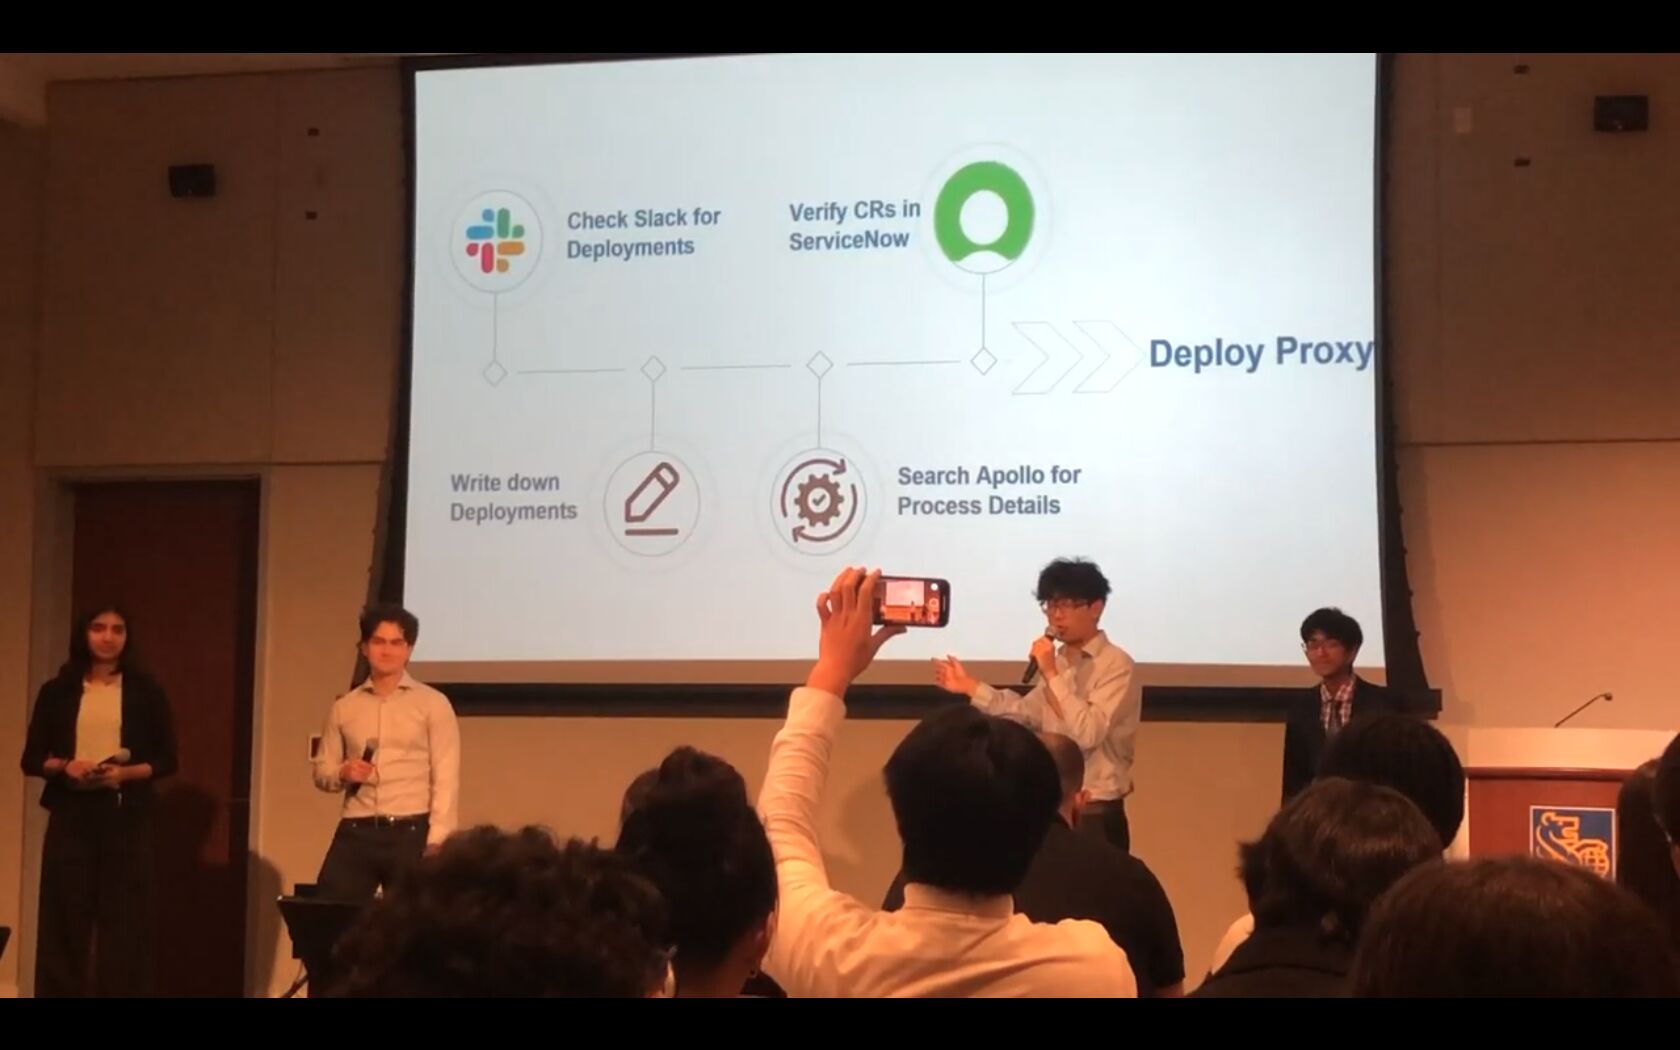 Check Slack for
Deployments
Verify CRs in
ServiceNow
Deploy Proxy
Write down
Deployments
Search Apollo for
Process Details